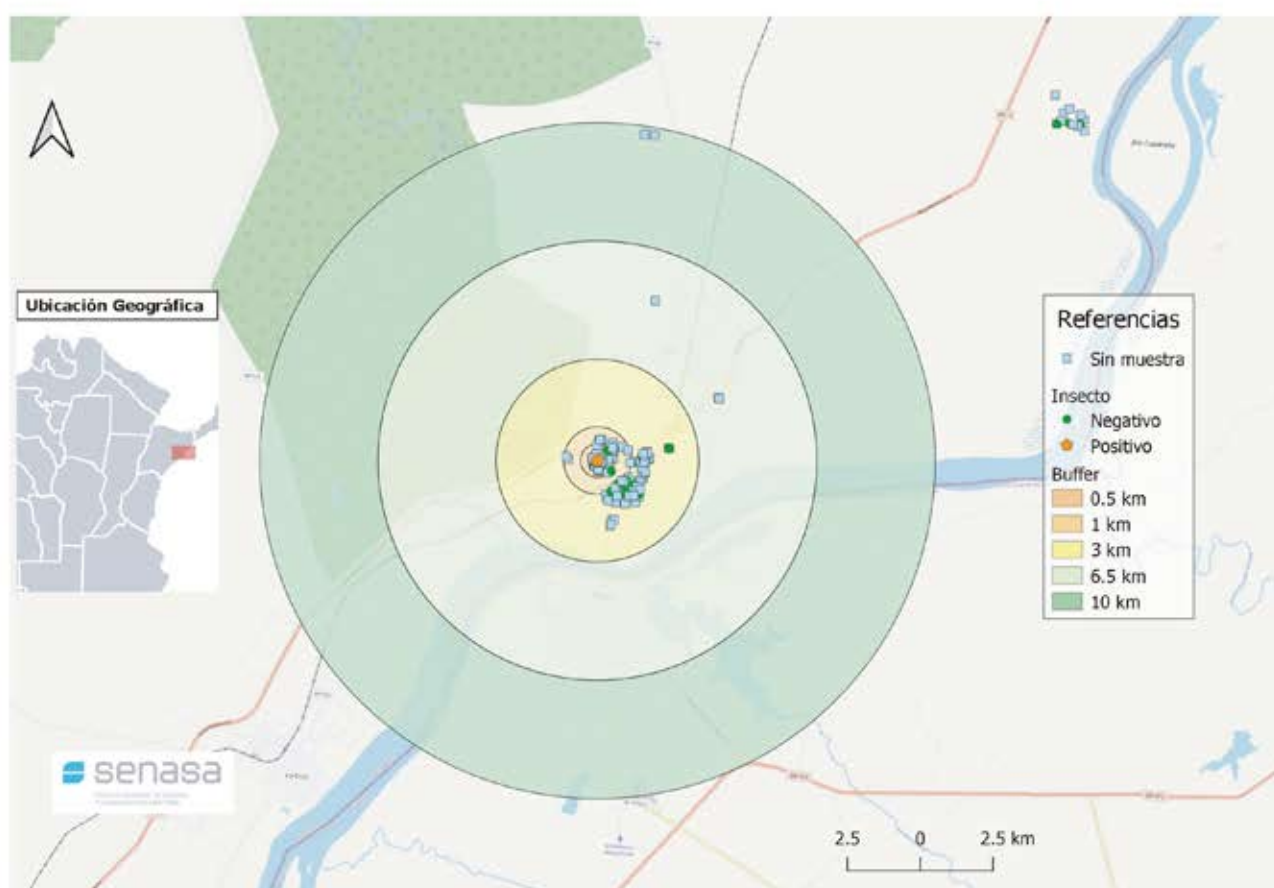 Ubicación Geográfica
Referencias
Sin muestra
Insecto
Negativo
Positivo
Buffer
0.5 km
1 km
3 km
6.5 km
10 km
senasa
2.5 0 2.5 km